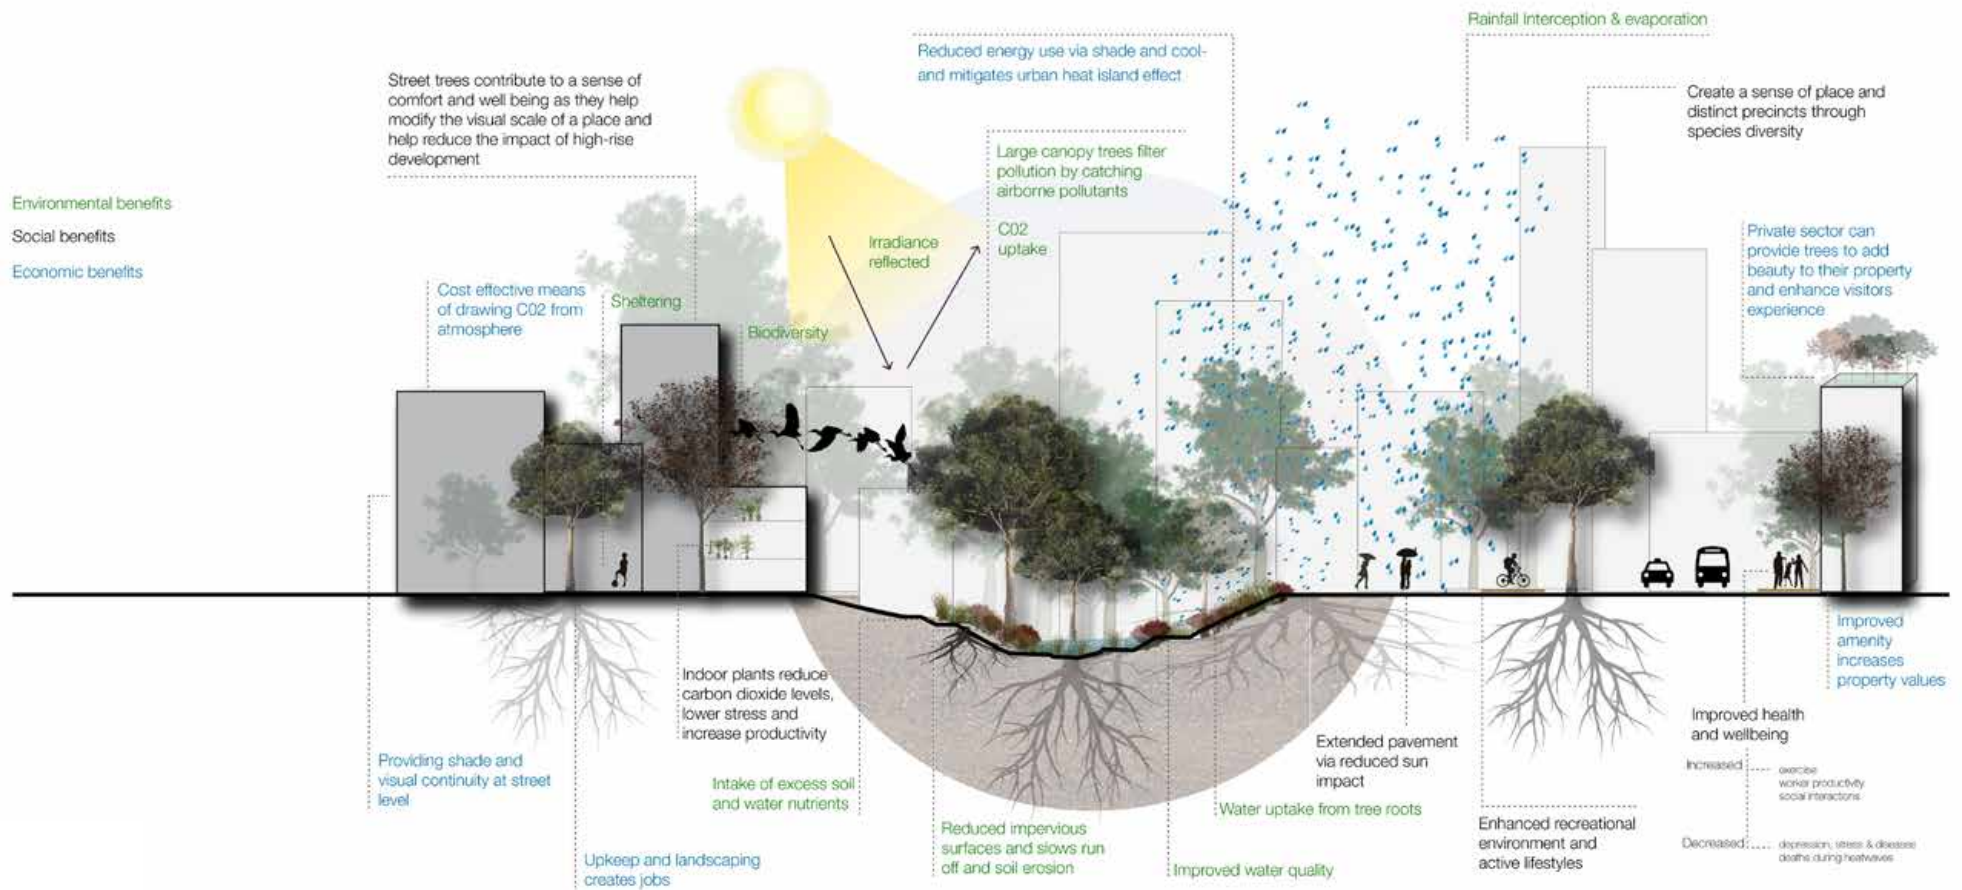 Rainfall Interception & evaporation
Reduced energy use via shade and cool-
and mitigates urban heat island effect
Street trees contribute to a sense of
comfort and well being as they help
modify the visual scale of a place and
help reduce the impact of high-rise
development
Create a sense of place and
distinct precincts through
species diversity
Large canopy trees filter
pollution by catching
airborne pollutants
C02
uptake
Irradiance
reflected
Environmental benefits
Social benefits
Economic benefits
Private sector can
provide trees to add
beauty to their property
and enhance visitors
experience
Cost effective means
of drawing C02 from
atmosphere
Sheltering
Biodiversity
Improved
amenity
increases
property values
Indoor plants reduce
carbon dioxide levels,
lower stress and
increase productivity
Improved health
and wellbeing
Increased
exercise
worker productivity
social interactions
Decreased
depression, stress & diseases
deaths during heatwaves
Extended pavement
via reduced sun
impact
Providing shade and
visual continuity at street
level
Intake of excess soil
and water nutrients
Water uptake from tree roots
Enhanced recreational
environment and
active lifestyles
Reduced impervious
surfaces and slows run
off and soil erosion
Improved water quality
Upkeep and landscaping
creates jobs